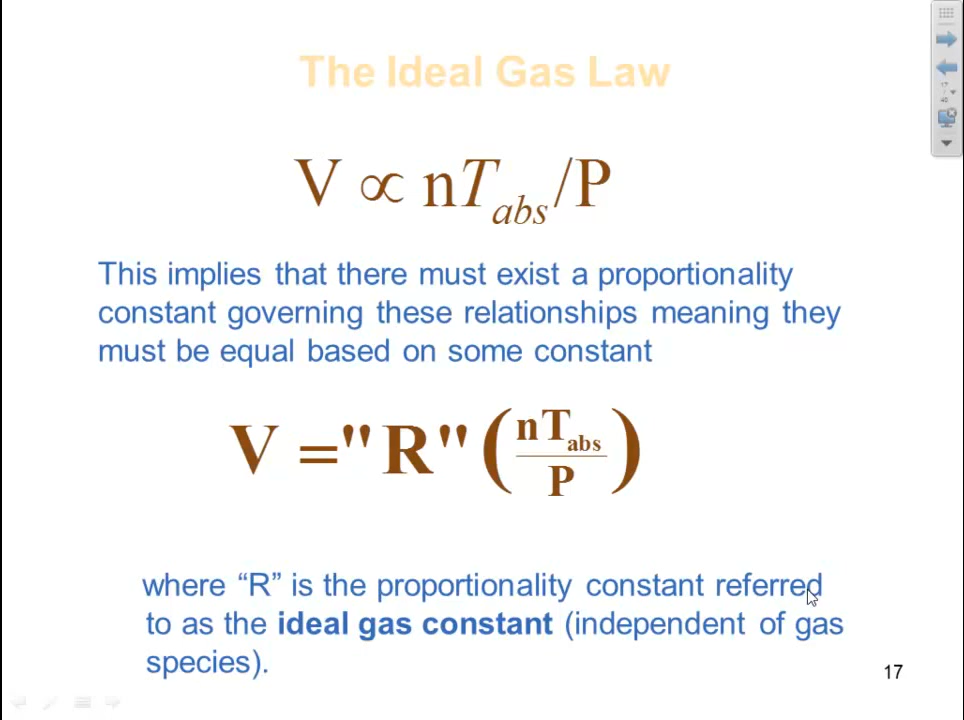 The Ideal Gas Law
V ∝ nT_abs/P
This implies that there must exist a proportionality
constant governing these relationships meaning they
must be equal based on some constant
V ="R"(nT_abs/P)
where “R” is the proportionality constant referred
to as the ideal gas constant (independent of gas
species).
17
17
/
46